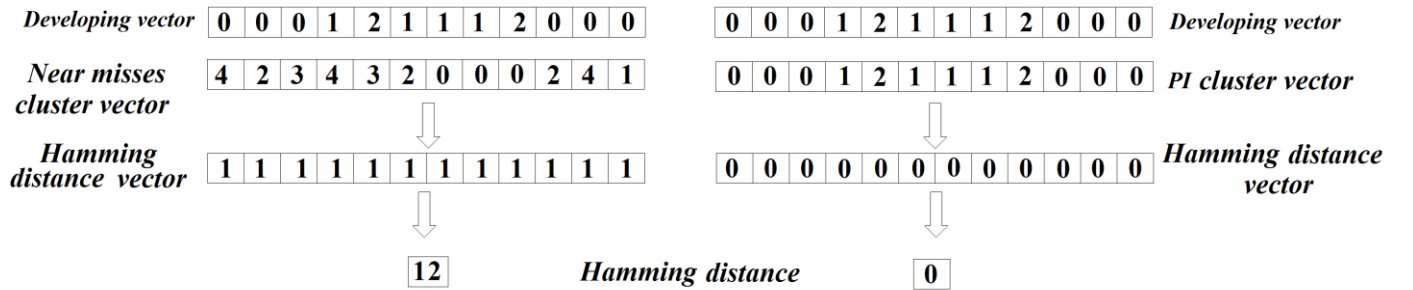 Developing vector 0 0 0 1 2 1 1 1 2 0 0 0 0 0 0 1 2 1 1 1 2 0 0 0 Developing vector
Near misses
cluster vector 4 2 3 4 3 2 0 0 0 2 4 1 0 0 0 1 2 1 1 1 2 0 0 0 PI cluster vector
Hamming
distance vector 1 1 1 1 1 1 1 1 1 1 1 1 0 0 0 0 0 0 0 0 0 0 0 0 Hamming distance
vector
12 Hamming distance 0